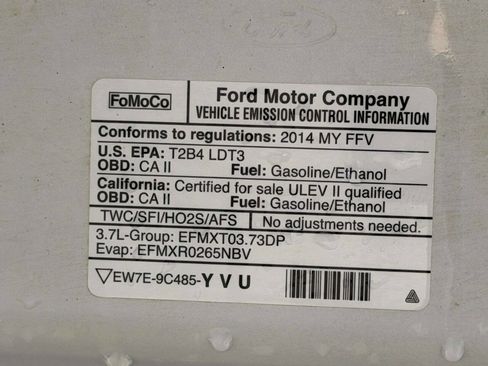 FoMoCo
Ford Motor Company
VEHICLE EMISSION CONTROL INFORMATION
Conforms to regulations: 2014 MY FFV
U.S. EPA: T2B4 LDT3
OBD: CA II Fuel: Gasoline/Ethanol
California: Certified for sale ULEV II qualified
OBD: CA II Fuel: Gasoline/Ethanol
TWC/SFI/HO2S/AFS No adjustments needed.
3.7L-Group: EFMXT03.73DP
Evap: EFMXR0265NBV
EW7E-9C485-Y V U